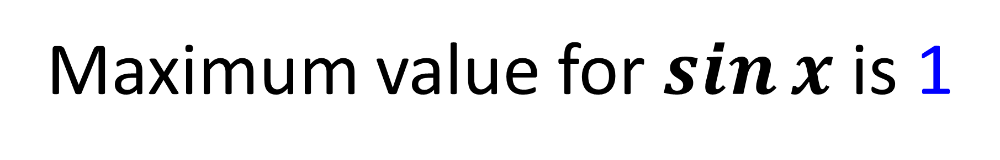 Maximum value for sin x is 1